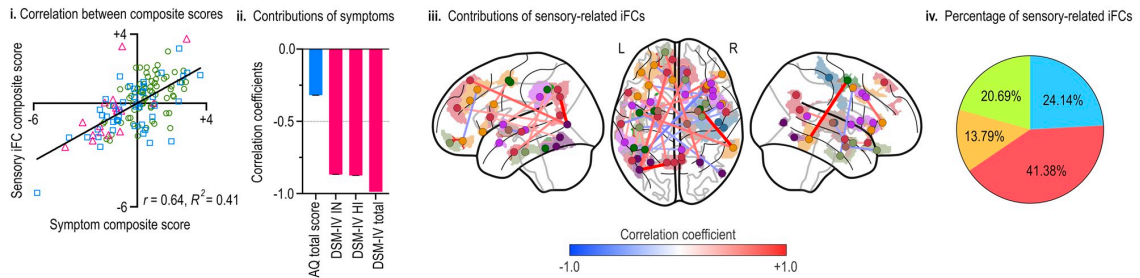 i. Correlation between composite scores
+4
-6
+4
-6
r = 0.64, R² = 0.41
Sensory iFC composite score
Symptom composite score
ii. Contributions of symptoms
0.0
-0.5
-1.0
Correlation coefficients
AQ total score
DSM-IV IN
DSM-IV HI
DSM-IV total
iii. Contributions of sensory-related iFCs
L
R
Correlation coefficient
-1.0
+1.0
iv. Percentage of sensory-related iFCs
20.69%
24.14%
13.79%
41.38%